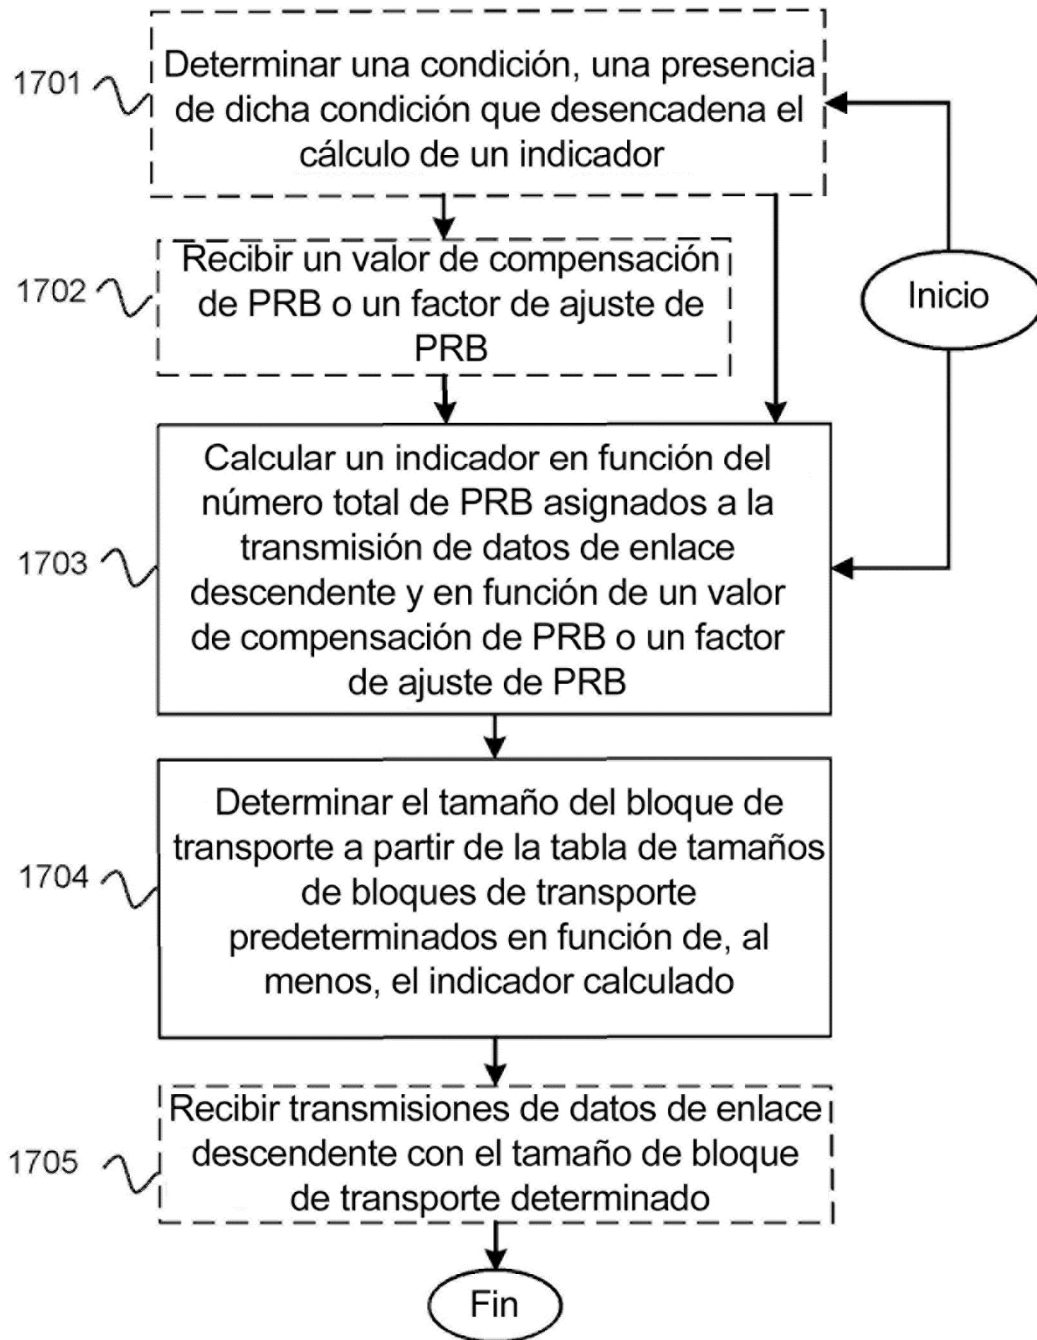 1701
Determinar una condición, una presencia
de dicha condición que desencadena el
cálculo de un indicador
1702
Recibir un valor de compensación
de PRB o un factor de ajuste de
PRB
Inicio
1703
Calcular un indicador en función del
número total de PRB asignados a la
transmisión de datos de enlace
descendente y en función de un valor
de compensación de PRB o un factor
de ajuste de PRB
1704
Determinar el tamaño del bloque de
transporte a partir de la tabla de tamaños
de bloques de transporte
predeterminados en función de, al
menos, el indicador calculado
1705
Recibir transmisiones de datos de enlace
descendente con el tamaño de bloque
de transporte determinado
Fin